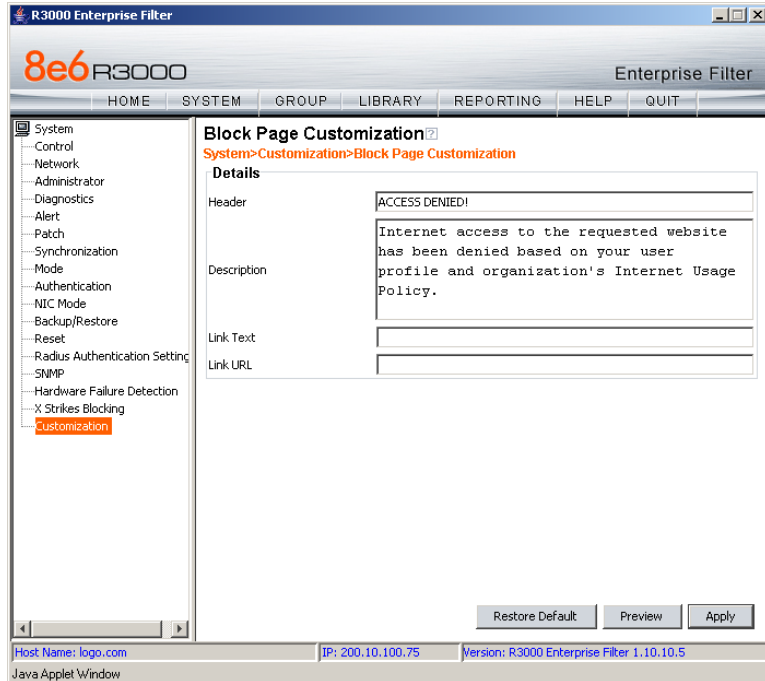 R3000 Enterprise Filter
8e6 R3000
Enterprise Filter
HOME SYSTEM GROUP LIBRARY REPORTING HELP QUIT
System
Control
Network
Administrator
Diagnostics
Alert
Patch
Synchronization
Mode
Authentication
NIC Mode
Backup/Restore
Reset
Radius Authentication Setting
SNMP
Hardware Failure Detection
X Strikes Blocking
Customization
Block Page Customization?
System>Customization>Block Page Customization
Details
Header
ACCESS DENIED!
Description
Internet access to the requested website
has been denied based on your user
profile and organization's Internet Usage
Policy.
Link Text
Link URL
Restore Default Preview Apply
Host Name: logo.com IP: 200.10.100.75 Version: R3000 Enterprise Filter 1.10.10.5
Java Applet Window